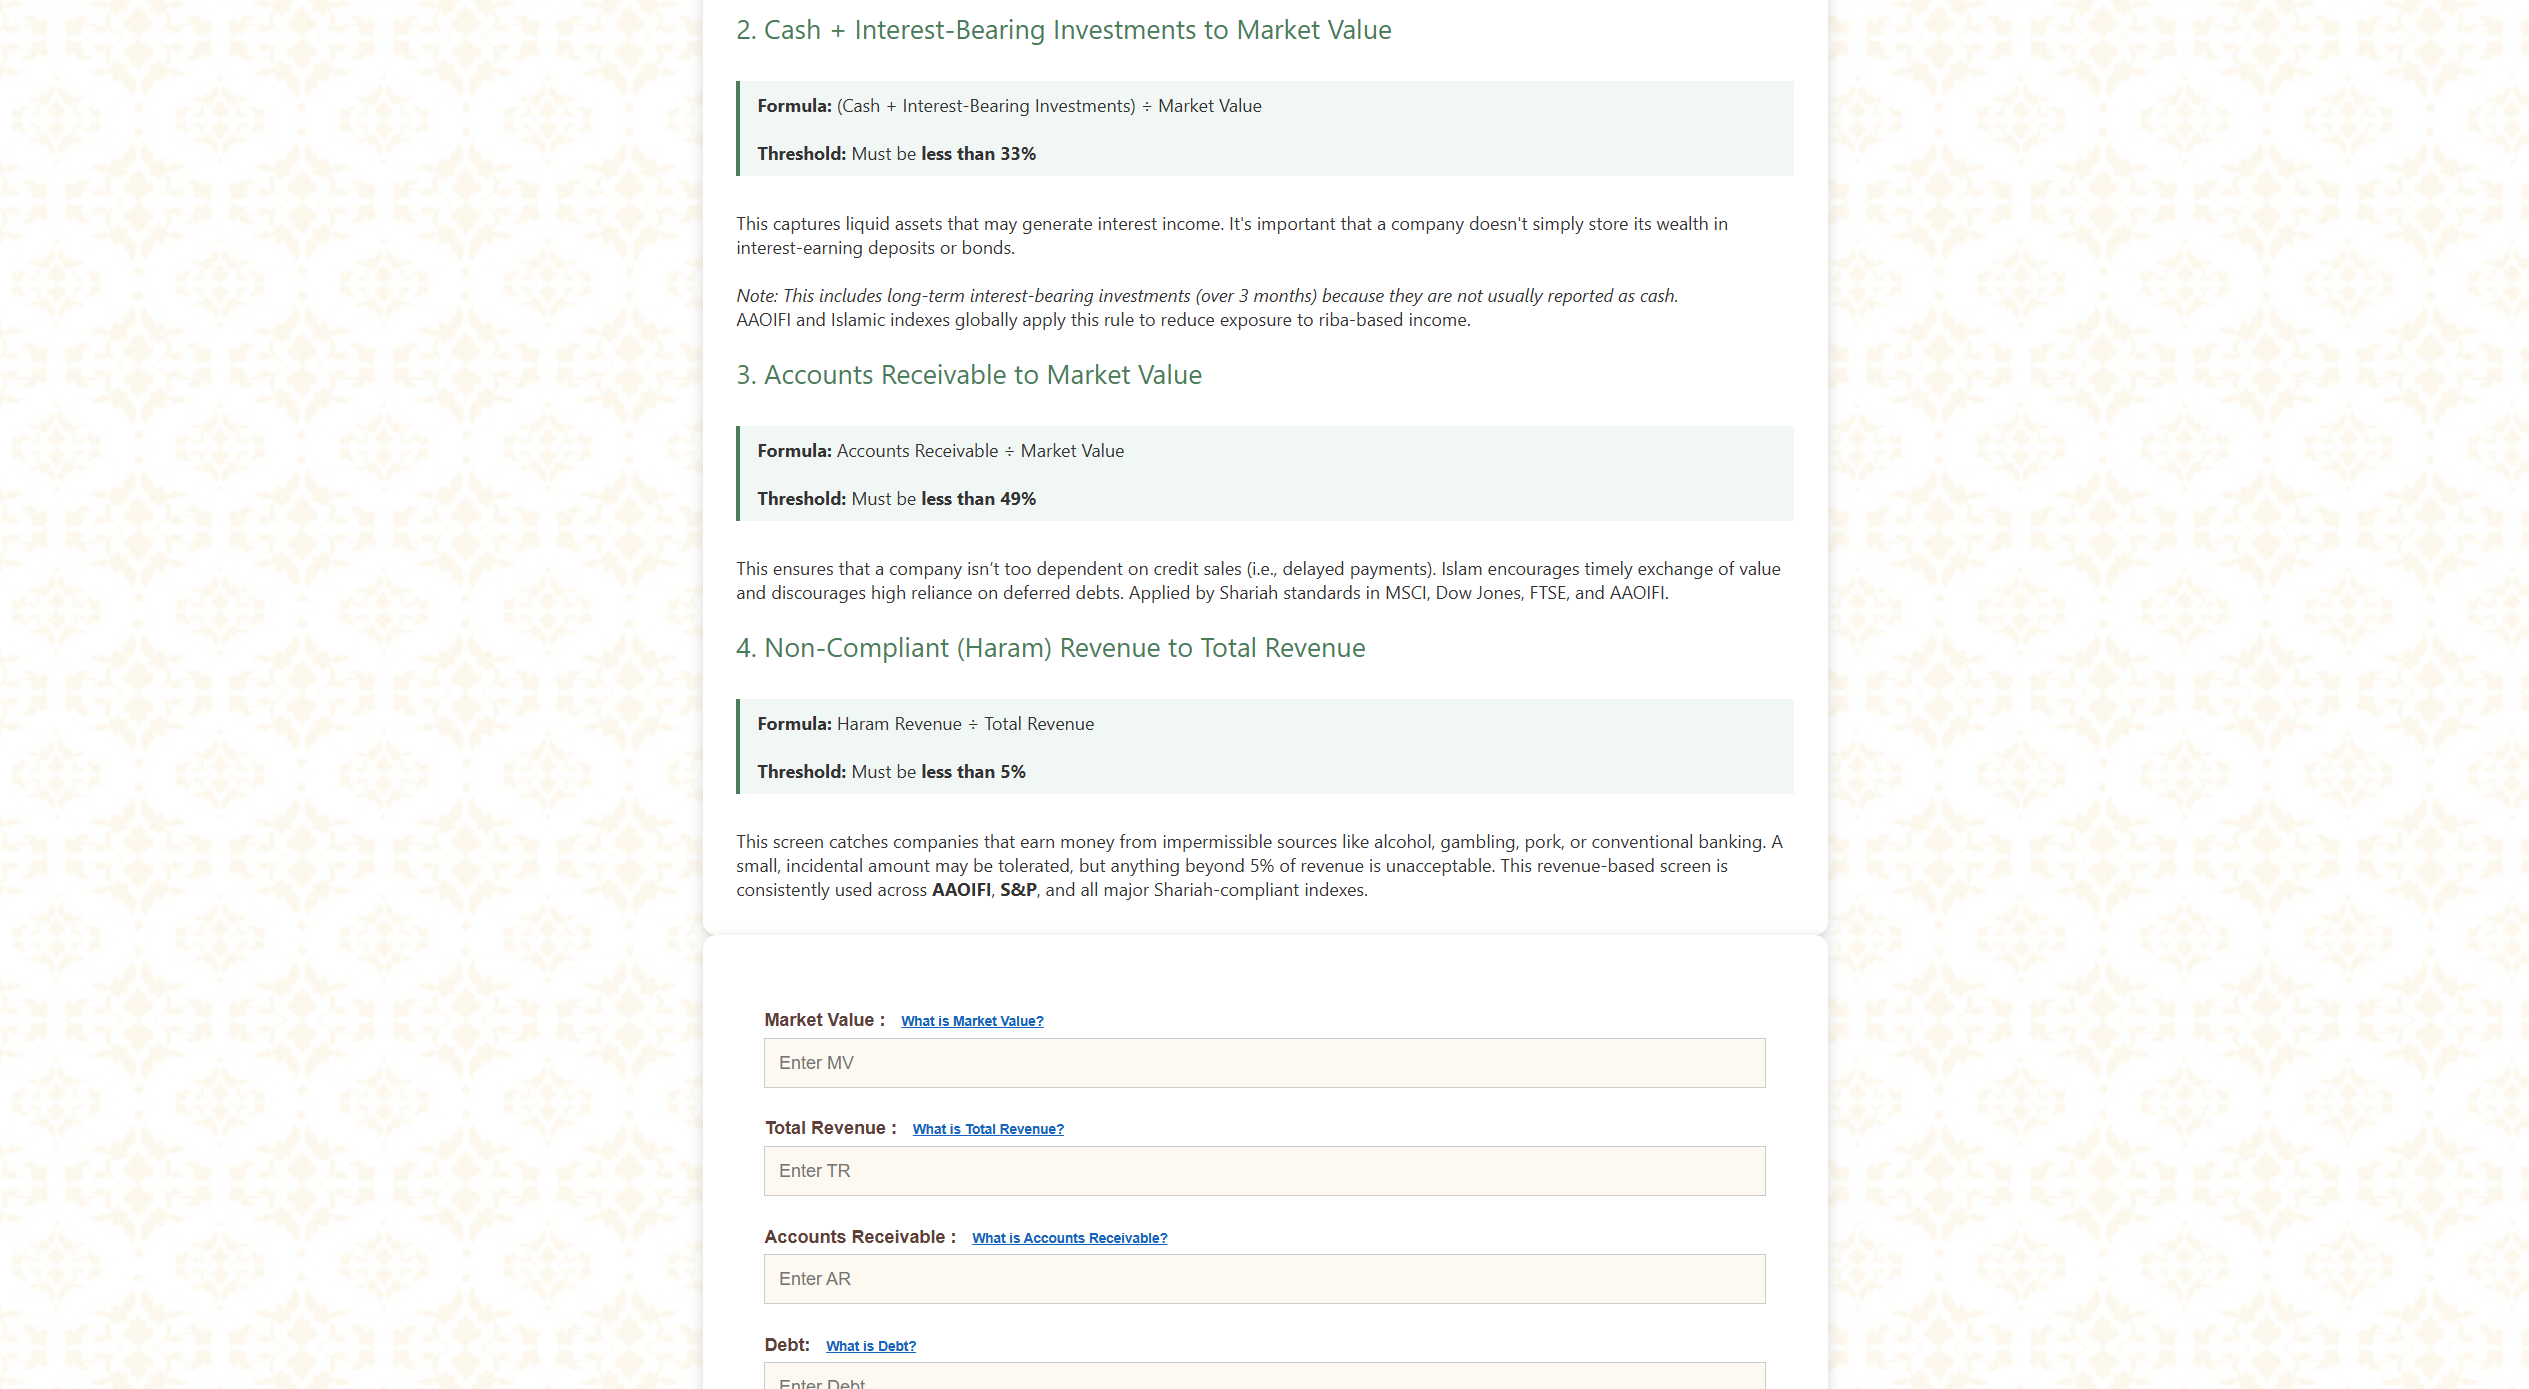 2. Cash + Interest-Bearing Investments to Market Value
Formula: (Cash + Interest-Bearing Investments) ÷ Market Value
Threshold: Must be less than 33%
This captures liquid assets that may generate interest income. It's important that a company doesn't simply store its wealth in
interest-earning deposits or bonds.
Note: This includes long-term interest-bearing investments (over 3 months) because they are not usually reported as cash.
AAOIFI and Islamic indexes globally apply this rule to reduce exposure to riba-based income.
3. Accounts Receivable to Market Value
Formula: Accounts Receivable ÷ Market Value
Threshold: Must be less than 49%
This ensures that a company isn’t too dependent on credit sales (i.e., delayed payments). Islam encourages timely exchange of value
and discourages high reliance on deferred debts. Applied by Shariah standards in MSCI, Dow Jones, FTSE, and AAOIFI.
4. Non-Compliant (Haram) Revenue to Total Revenue
Formula: Haram Revenue ÷ Total Revenue
Threshold: Must be less than 5%
This screen catches companies that earn money from impermissible sources like alcohol, gambling, pork, or conventional banking. A
small, incidental amount may be tolerated, but anything beyond 5% of revenue is unacceptable. This revenue-based screen is
consistently used across AAOIFI, S&P, and all major Shariah-compliant indexes.
Market Value : What is Market Value?
Enter MV
Total Revenue : What is Total Revenue?
Enter TR
Accounts Receivable : What is Accounts Receivable?
Enter AR
Debt: What is Debt?
Enter Debt